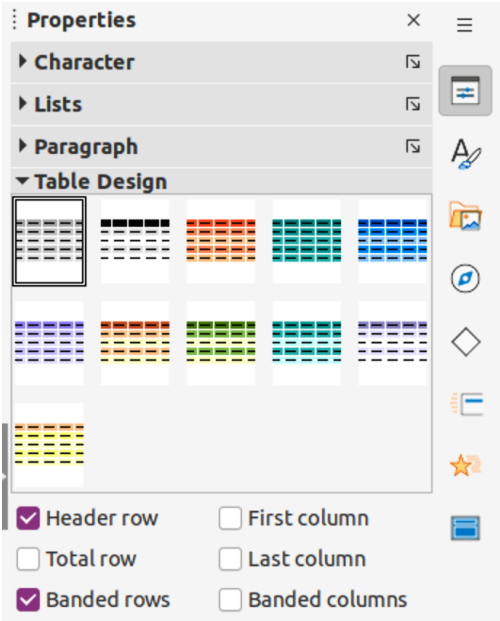 Properties
Character
Lists
Paragraph
Table Design
Header row First column
Total row Last column
Banded rows Banded columns